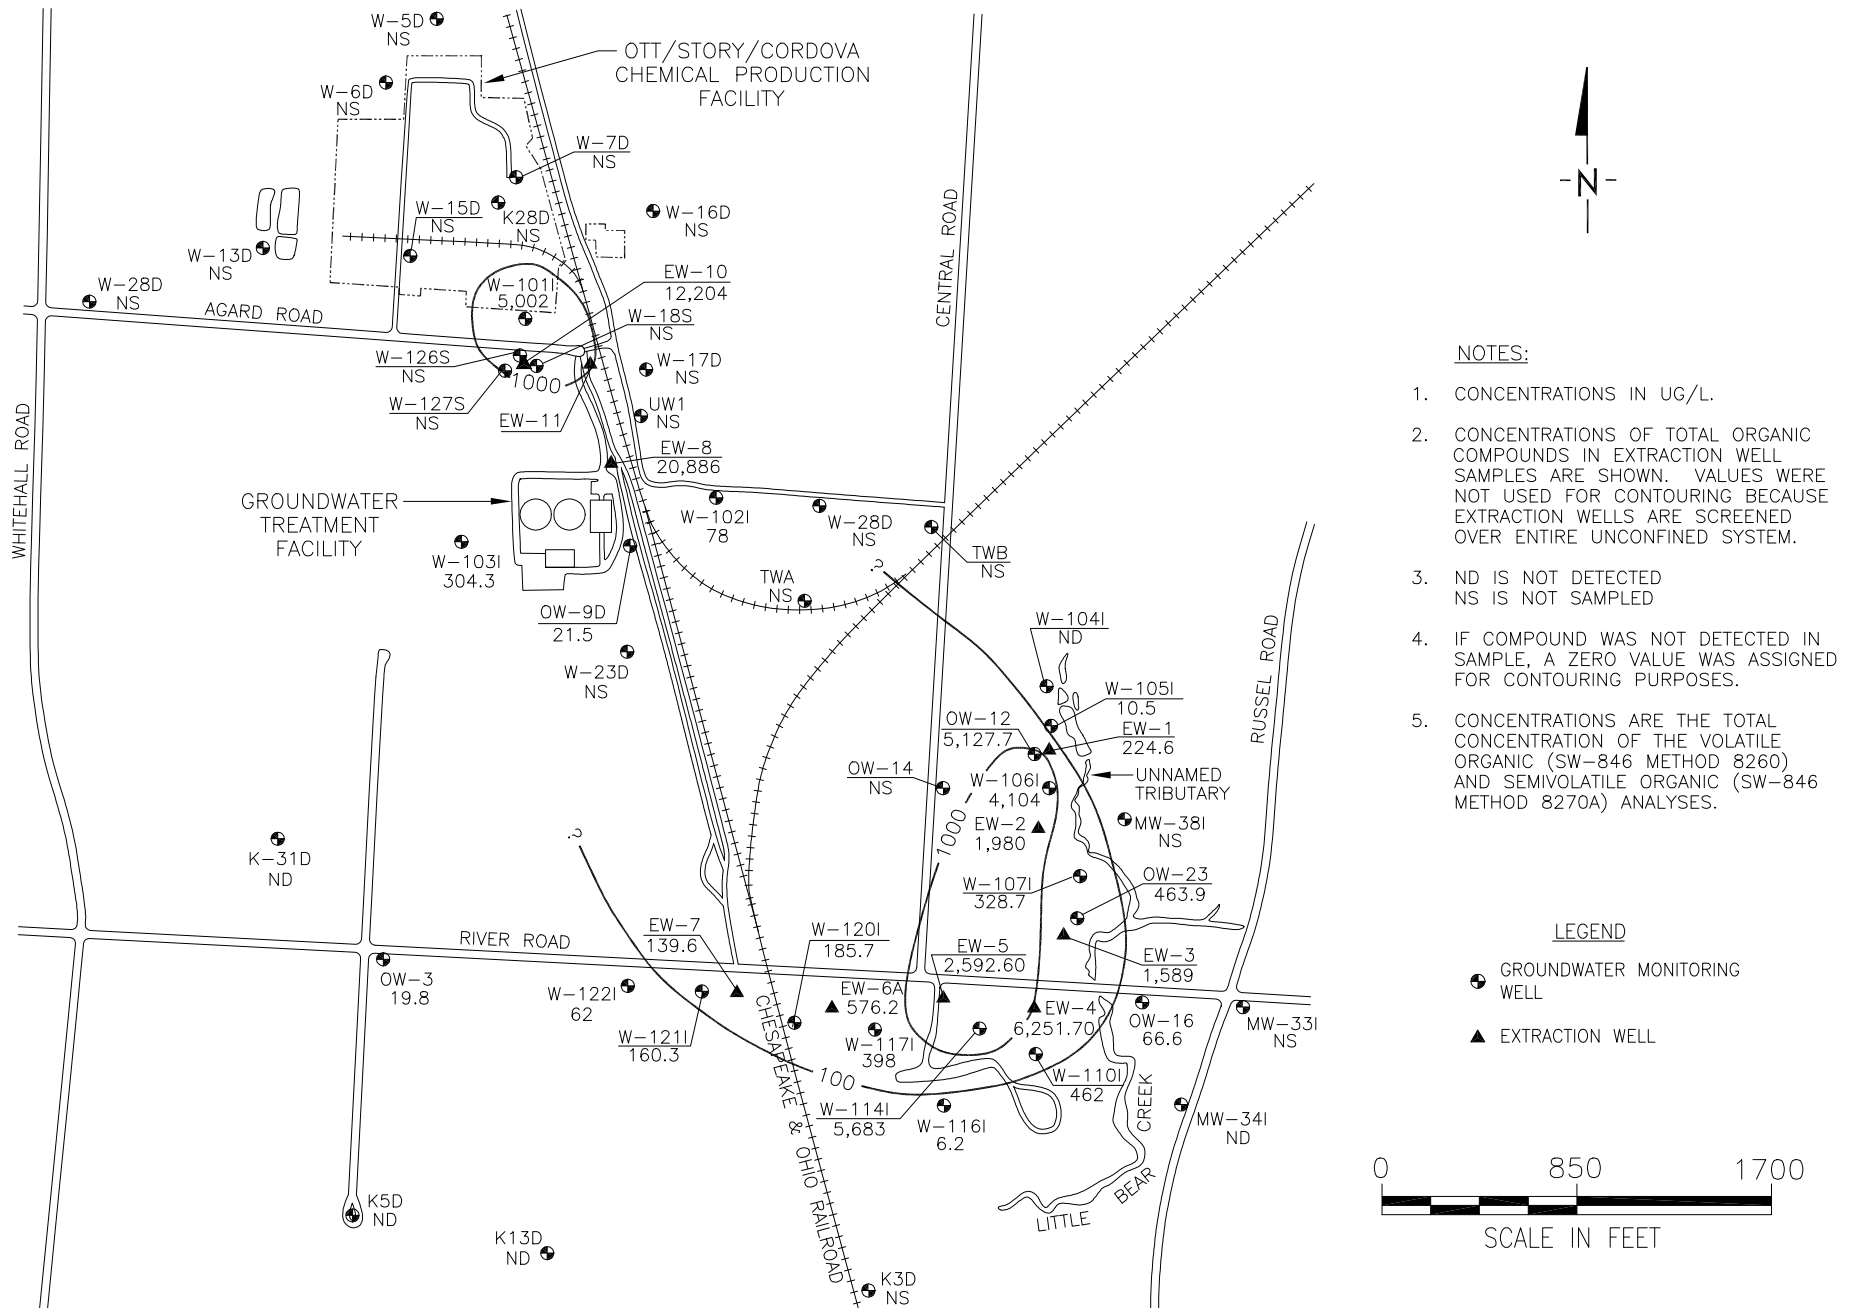 W-5D
NS
OTT/STORY/CORDOVA
CHEMICAL PRODUCTION
FACILITY
W-6D
NS
W-7D
NS
W-15D
NS
K28D
NS
W-16D
NS
W-13D
NS
W-28D
NS
AGARD ROAD
W-101I
5,002
EW-10
12,204
W-18S
NS
W-126S
NS
1000
W-17D
NS
W-127S
NS
EW-11
UW1
NS
EW-8
20,886
WHITEHALL ROAD
CENTRAL ROAD
GROUNDWATER
TREATMENT
FACILITY
W-102I
78
W-28D
NS
TWB
NS
W-103I
304.3
TWA
NS
?
OW-9D
21.5
W-23D
NS
W-104I
ND
W-105I
10.5
OW-12
5,127.7
EW-1
224.6
RUSSEL ROAD
OW-14
NS
W-106I
4,104
UNNAMED
TRIBUTARY
1000
EW-2
1,980
MW-38I
NS
?
K-31D
ND
W-107I
328.7
OW-23
463.9
RIVER ROAD
EW-7
139.6
W-120I
185.7
EW-5
2,592.60
EW-3
1,589
OW-3
19.8
W-122I
62
W-121I
160.3
EW-6A
576.2
W-117I
398
EW-4
6,251.70
OW-16
66.6
MW-33I
NS
CHESAPEAKE & OHIO RAILROAD
100
W-114I
5,683
W-110I
462
W-116I
6.2
MW-34I
ND
LITTLE BEAR CREEK
K5D
ND
K13D
ND
K3D
NS
N
NOTES:
1. CONCENTRATIONS IN UG/L.
2. CONCENTRATIONS OF TOTAL ORGANIC
COMPOUNDS IN EXTRACTION WELL
SAMPLES ARE SHOWN. VALUES WERE
NOT USED FOR CONTOURING BECAUSE
EXTRACTION WELLS ARE SCREENED
OVER ENTIRE UNCONFINED SYSTEM.
3. ND IS NOT DETECTED
NS IS NOT SAMPLED
4. IF COMPOUND WAS NOT DETECTED IN
SAMPLE, A ZERO VALUE WAS ASSIGNED
FOR CONTOURING PURPOSES.
5. CONCENTRATIONS ARE THE TOTAL
CONCENTRATION OF THE VOLATILE
ORGANIC (SW-846 METHOD 8260)
AND SEMIVOLATILE ORGANIC (SW-846
METHOD 8270A) ANALYSES.
LEGEND
GROUNDWATER MONITORING
WELL
EXTRACTION WELL
0 850 1700
SCALE IN FEET